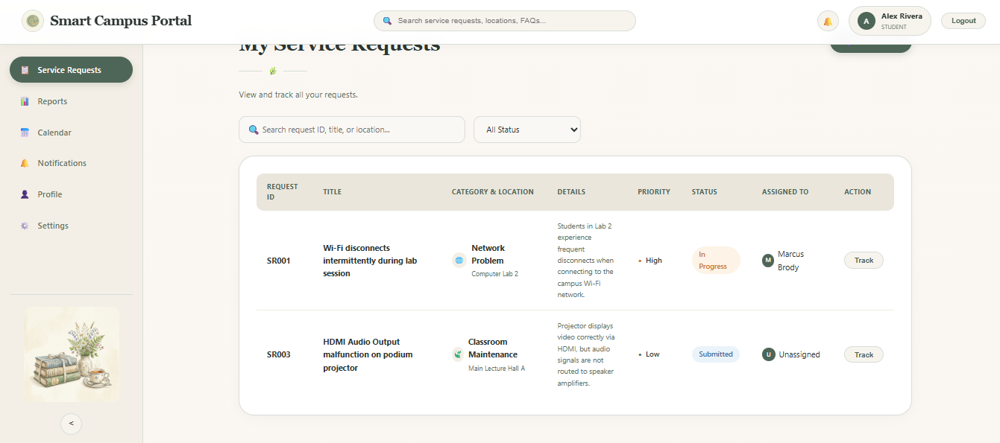 Smart Campus Portal
Search service requests, locations, FAQs...
A
Alex Rivera
STUDENT
Logout
Service Requests
Reports
Calendar
Notifications
Profile
Settings
<
My Service Requests
View and track all your requests.
Search request ID, title, or location...
All Status
REQUEST
ID
TITLE
CATEGORY & LOCATION
DETAILS
PRIORITY
STATUS
ASSIGNED TO
ACTION
SR001
Wi-Fi disconnects
intermittently during lab
session
Network
Problem
Computer Lab 2
Students in Lab 2
experience
frequent
disconnects when
connecting to the
campus Wi-Fi
network.
• High
In
Progress
M
Marcus
Brody
Track
SR003
HDMI Audio Output
malfunction on podium
projector
Classroom
Maintenance
Main Lecture Hall A
Projector displays
video correctly via
HDMI, but audio
signals are not
routed to speaker
amplifiers.
• Low
Submitted
U
Unassigned
Track